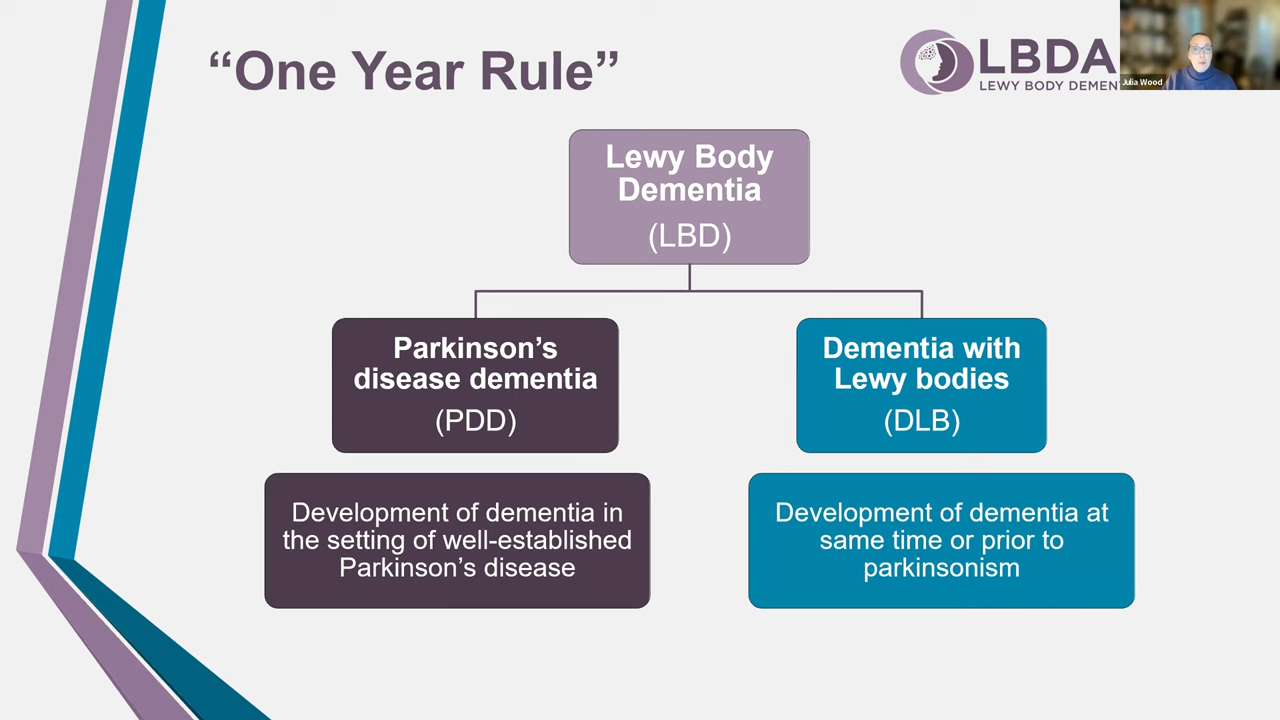 “One Year Rule”
LBDA
LEWY BODY DEMEN
Julia Wood
Lewy Body
Dementia
(LBD)
Parkinson’s
disease dementia
(PDD)
Dementia with
Lewy bodies
(DLB)
Development of dementia in
the setting of well-established
Parkinson’s disease
Development of dementia at
same time or prior to
parkinsonism